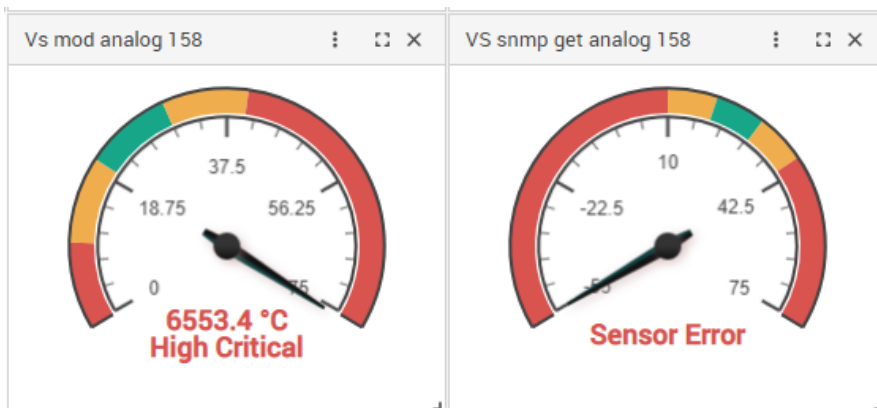 Vs mod analog 158
37.5
18.75
56.25
0
75
6553.4 °C
High Critical
VS snmp get analog 158
10
-22.5
42.5
-55
75
Sensor Error